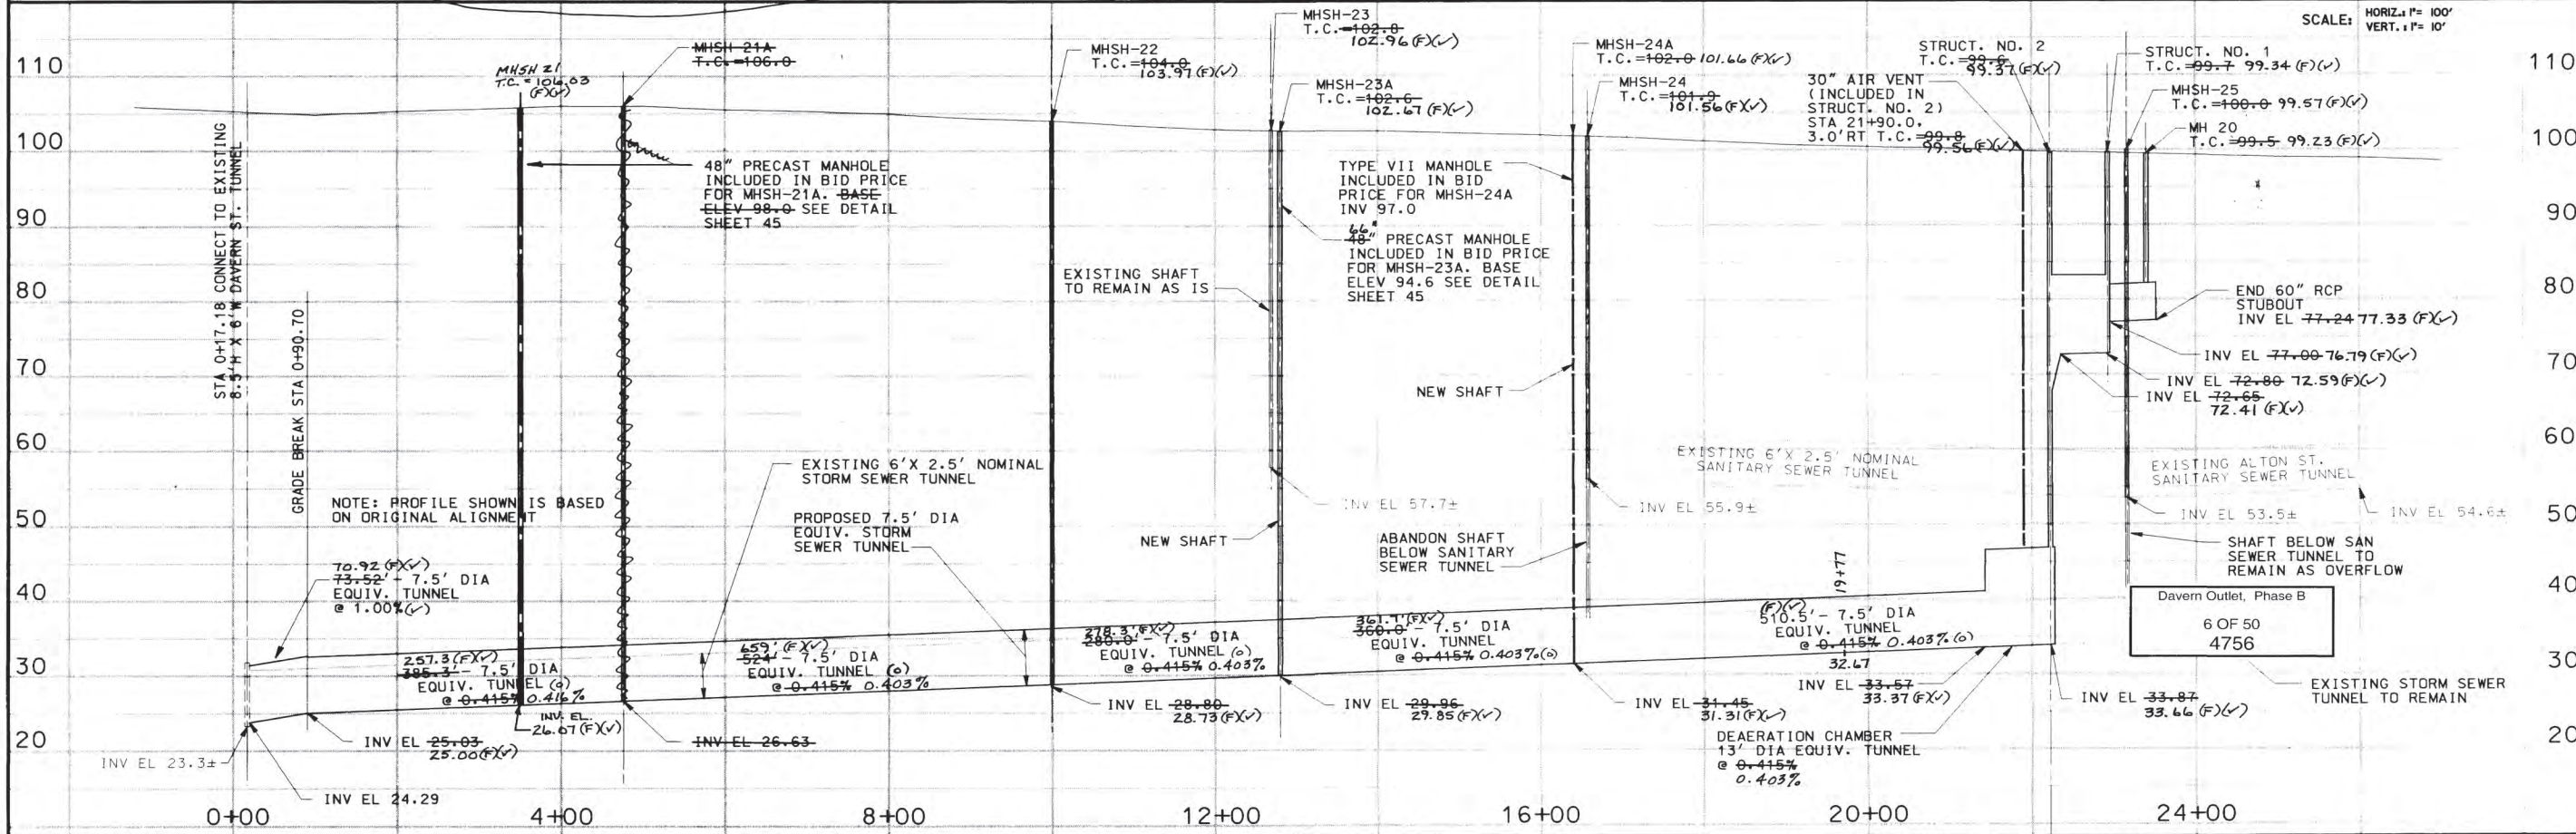 SCALE: HORIZ.: 1"= 100'
VERT.: 1"= 10'
110
100
90
80
70
60
50
40
30
20
STA 0+17.18 CONNECT TO EXISTING
8.5'H X 6'W DAVERN ST. TUNNEL
GRADE BREAK STA 0+90.70
MHSH 21
T.C. = 106.03
(F)(✓)
MHSH-21A
T.C.=106.0
48" PRECAST MANHOLE
INCLUDED IN BID PRICE
FOR MHSH-21A. BASE
ELEV 98.0 SEE DETAIL
SHEET 45
MHSH-22
T.C.=104.0
103.97 (F)(✓)
MHSH-23
T.C.=102.8
102.96 (F)(✓)
MHSH-23A
T.C.=102.6
102.67 (F)(✓)
MHSH-24A
T.C.=102.0 101.66 (F)(✓)
MHSH-24
T.C.=101.9
101.56 (F)(✓)
STRUCT. NO. 2
T.C.=99.6
99.37 (F)(✓)
30" AIR VENT
(INCLUDED IN
STRUCT. NO. 2)
STA 21+90.0,
3.0'RT T.C.=99.8
99.56 (F)(✓)
STRUCT. NO. 1
T.C.=99.7 99.34 (F)(✓)
MHSH-25
T.C.=100.0 99.57 (F)(✓)
MH 20
T.C.=99.5 99.23 (F)(✓)
TYPE VII MANHOLE
INCLUDED IN BID
PRICE FOR MHSH-24A
INV 97.0
66"
48" PRECAST MANHOLE
INCLUDED IN BID PRICE
FOR MHSH-23A. BASE
ELEV 94.6 SEE DETAIL
SHEET 45
EXISTING SHAFT
TO REMAIN AS IS
NEW SHAFT
END 60" RCP
STUBOUT
INV EL 77.24 77.33 (F)(✓)
INV EL 77.00 76.79 (F)(✓)
INV EL 72.80 72.59 (F)(✓)
INV EL 72.65
72.41 (F)(✓)
NOTE: PROFILE SHOWN IS BASED
ON ORIGINAL ALIGNMENT
EXISTING 6'X 2.5' NOMINAL
STORM SEWER TUNNEL
PROPOSED 7.5' DIA
EQUIV. STORM
SEWER TUNNEL
NEW SHAFT
INV EL 57.7±
ABANDON SHAFT
BELOW SANITARY
SEWER TUNNEL
INV EL 55.9±
EXISTING 6'X 2.5' NOMINAL
SANITARY SEWER TUNNEL
EXISTING ALTON ST.
SANITARY SEWER TUNNEL
INV EL 53.5±
INV EL 54.6±
SHAFT BELOW SAN
SEWER TUNNEL TO
REMAIN AS OVERFLOW
70.92 (F)(✓)
73.52' - 7.5' DIA
EQUIV. TUNNEL
@ 1.00% (✓)
257.3 (F)(✓)
385.3' - 7.5' DIA
EQUIV. TUNNEL (o)
@ 0.415% 0.416%
659' (F)(✓)
524' - 7.5' DIA
EQUIV. TUNNEL (o)
@ 0.415% 0.403%
278.3' (F)(✓)
280.0' - 7.5' DIA
EQUIV. TUNNEL (o)
@ 0.415% 0.403%
361.7' (F)(✓)
360.0' - 7.5' DIA
EQUIV. TUNNEL
@ 0.415% 0.403% (o)
19+77
(F)(✓)
510.5' - 7.5' DIA
EQUIV. TUNNEL
@ 0.415% 0.403% (o)
32.67
INV EL 23.3±
INV EL 24.29
INV EL 25.03
25.00 (F)(✓)
INV. EL.
26.07 (F)(✓)
INV EL 26.63
INV EL 28.80
28.73 (F)(✓)
INV EL 29.96
29.85 (F)(✓)
INV EL 31.45
31.31 (F)(✓)
INV EL 33.57
33.37 (F)(✓)
INV EL 33.87
33.66 (F)(✓)
DEAERATION CHAMBER
13' DIA EQUIV. TUNNEL
@ 0.415%
0.403%
Davern Outlet, Phase B
6 OF 50
4756
EXISTING STORM SEWER
TUNNEL TO REMAIN
110
100
90
80
70
60
50
40
30
20
0+00 4+00 8+00 12+00 16+00 20+00 24+00